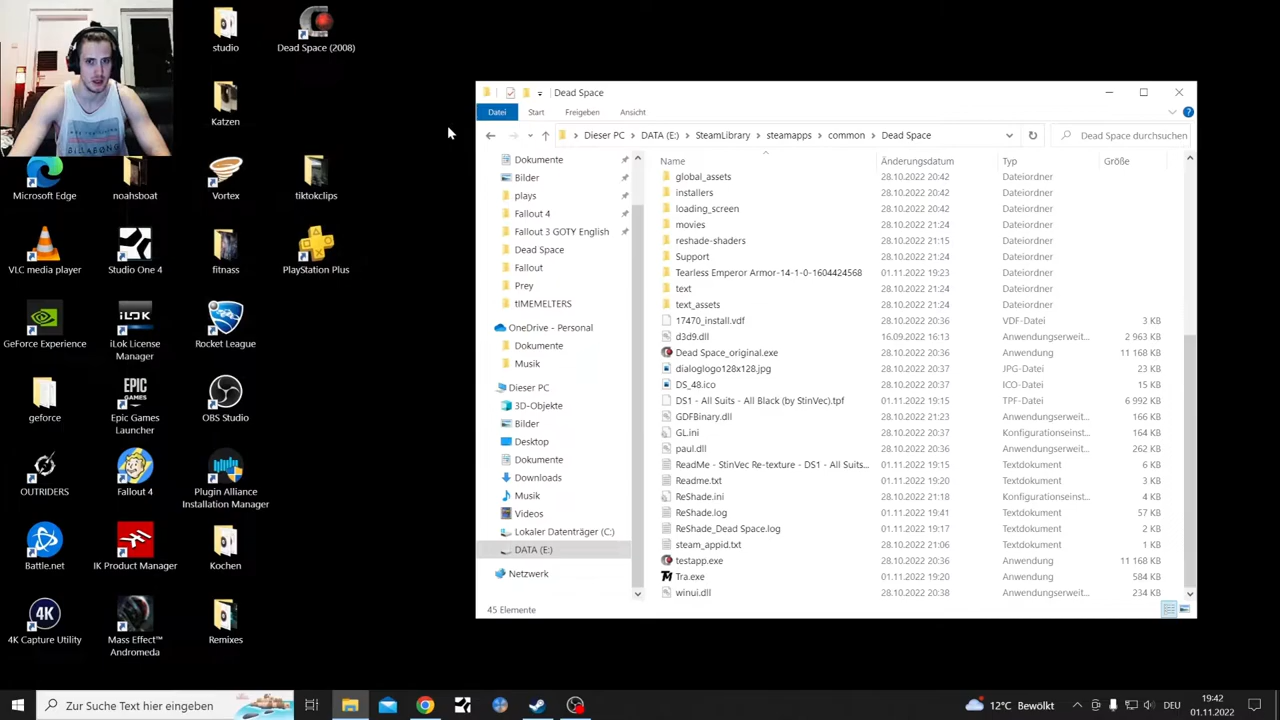 studio
Dead Space (2008)
Katzen
BILLABONG
Microsoft Edge
noahsboat
Vortex
tiktokclips
VLC media player
Studio One 4
fitnass
PlayStation Plus
GeForce Experience
iLok License
Manager
Rocket League
geforce
Epic Games
Launcher
OBS Studio
OUTRIDERS
Fallout 4
Plugin Alliance
Installation Manager
Battle.net
IK Product Manager
Kochen
4K Capture Utility
Mass Effect™
Andromeda
Remixes
Dead Space
Datei
Start
Freigeben
Ansicht
Dieser PC
DATA (E:)
SteamLibrary
steamapps
common
Dead Space
Dead Space durchsuchen
Dokumente
Bilder
plays
Fallout 4
Fallout 3 GOTY English
Dead Space
Fallout
Prey
tIMEMELTERS
OneDrive - Personal
Dokumente
Musik
Dieser PC
3D-Objekte
Bilder
Desktop
Dokumente
Downloads
Musik
Videos
Lokaler Datenträger (C:)
DATA (E:)
Netzwerk
Name Änderungsdatum Typ Größe
global_assets 28.10.2022 20:42 Dateiordner
installers 28.10.2022 20:42 Dateiordner
loading_screen 28.10.2022 20:42 Dateiordner
movies 28.10.2022 21:24 Dateiordner
reshade-shaders 28.10.2022 21:15 Dateiordner
Support 28.10.2022 21:24 Dateiordner
Tearless Emperor Armor-14-1-0-1604424568 01.11.2022 19:23 Dateiordner
text 28.10.2022 21:24 Dateiordner
text_assets 28.10.2022 21:24 Dateiordner
17470_install.vdf 28.10.2022 20:36 VDF-Datei 3 KB
d3d9.dll 16.09.2022 16:13 Anwendungserweit... 2 963 KB
Dead Space_original.exe 28.10.2022 20:36 Anwendung 11 168 KB
dialoglogo128x128.jpg 28.10.2022 20:37 JPG-Datei 23 KB
DS_48.ico 28.10.2022 20:37 ICO-Datei 15 KB
DS1 - All Suits - All Black (by StinVec).tpf 01.11.2022 19:15 TPF-Datei 6 992 KB
GDFBinary.dll 28.10.2022 21:23 Anwendungserweit... 166 KB
GL.ini 28.10.2022 20:37 Konfigurationseinst... 164 KB
paul.dll 28.10.2022 20:36 Anwendungserweit... 262 KB
ReadMe - StinVec Re-texture - DS1 - All Suits... 01.11.2022 19:15 Textdokument 6 KB
Readme.txt 01.11.2022 19:20 Textdokument 3 KB
ReShade.ini 28.10.2022 21:18 Konfigurationseinst... 4 KB
ReShade.log 01.11.2022 19:41 Textdokument 57 KB
ReShade_Dead Space.log 01.11.2022 19:17 Textdokument 2 KB
steam_appid.txt 28.10.2022 21:06 Textdokument 1 KB
testapp.exe 28.10.2022 20:36 Anwendung 11 168 KB
Tra.exe 01.11.2022 19:20 Anwendung 584 KB
winui.dll 28.10.2022 20:38 Anwendungserweit... 234 KB
45 Elemente
Zur Suche Text hier eingeben
12°C Bewölkt
DEU
19:42
01.11.2022